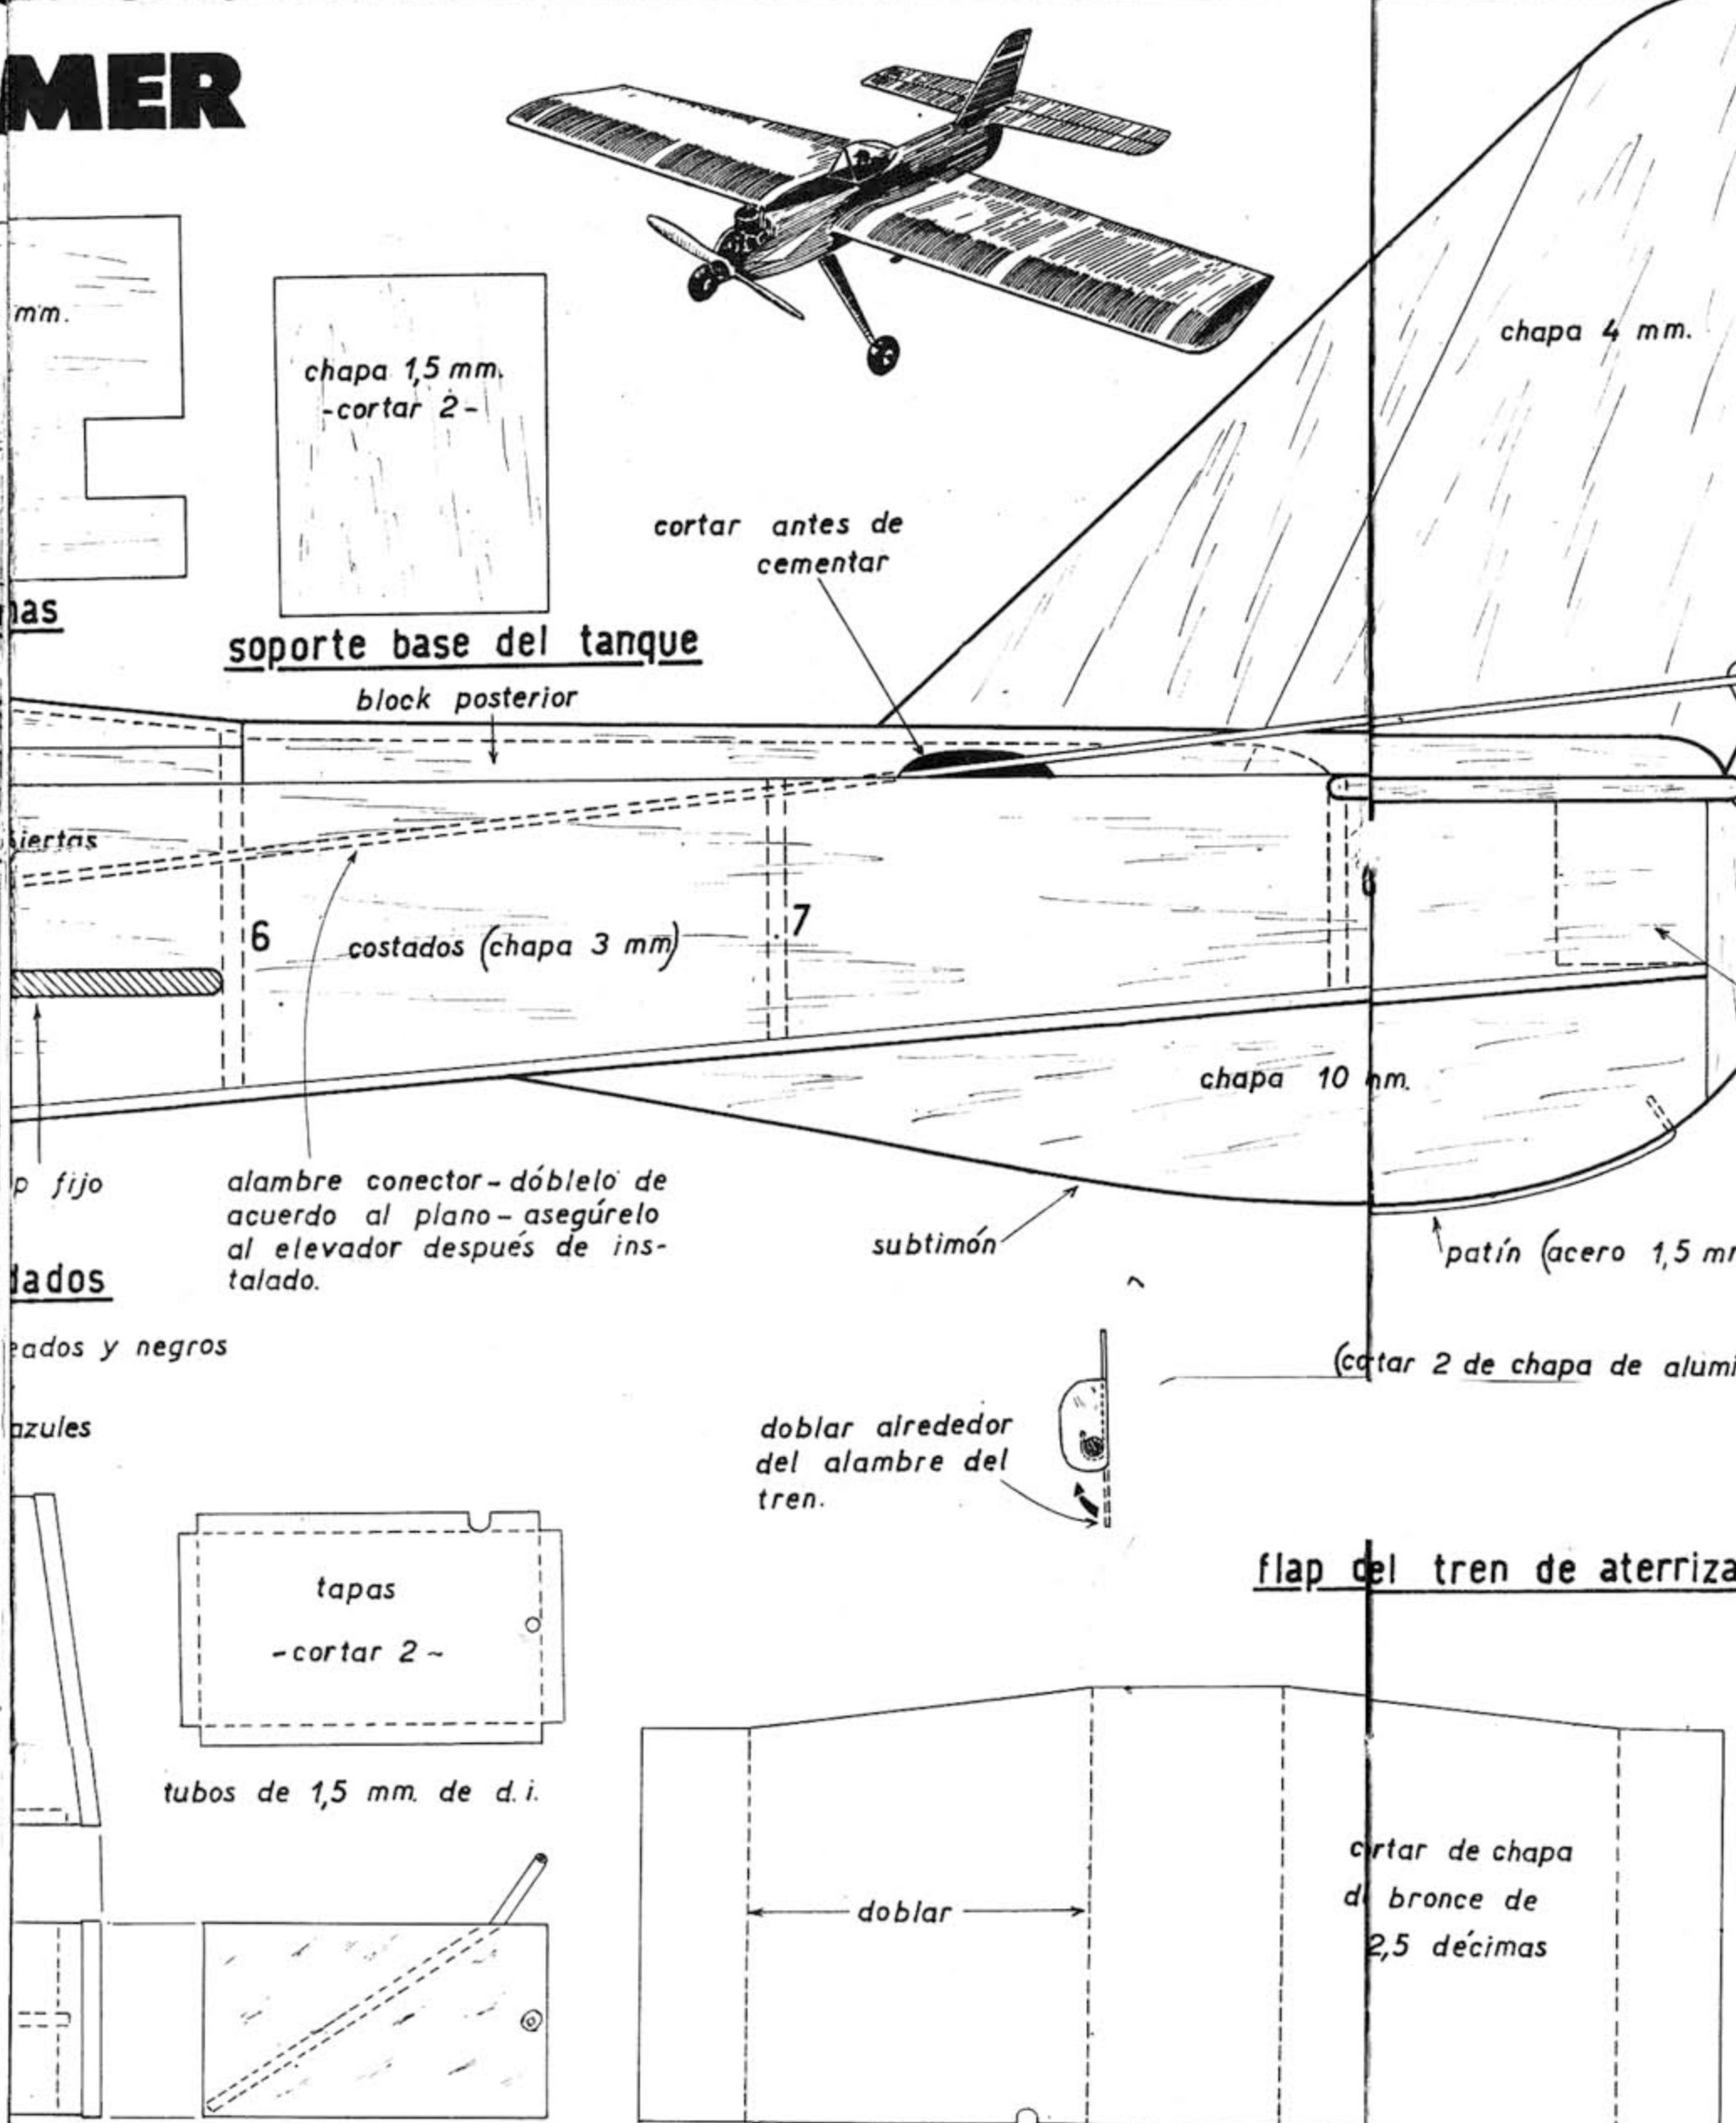 MER
mm.
chapa 1,5 mm.
-cortar 2-
chapa 4 mm.
cortar antes de
cementar
soporte base del tanque
block posterior
6
costados (chapa 3 mm)
7
chapa 10 mm.
fijo
alambre conector - dóblelo de
acuerdo al plano - asegúrelo
al elevador después de ins-
talado.
subtimón
patín (acero 1,5
y negros
azules
(cortar 2 de chapa de alumi
doblar alrededor
del alambre del
tren.
flap del tren de aterriza
tapas
-cortar 2-
tubos de 1,5 mm. de d.i.
doblar
cortar de chapa
de bronce de
2,5 décimas